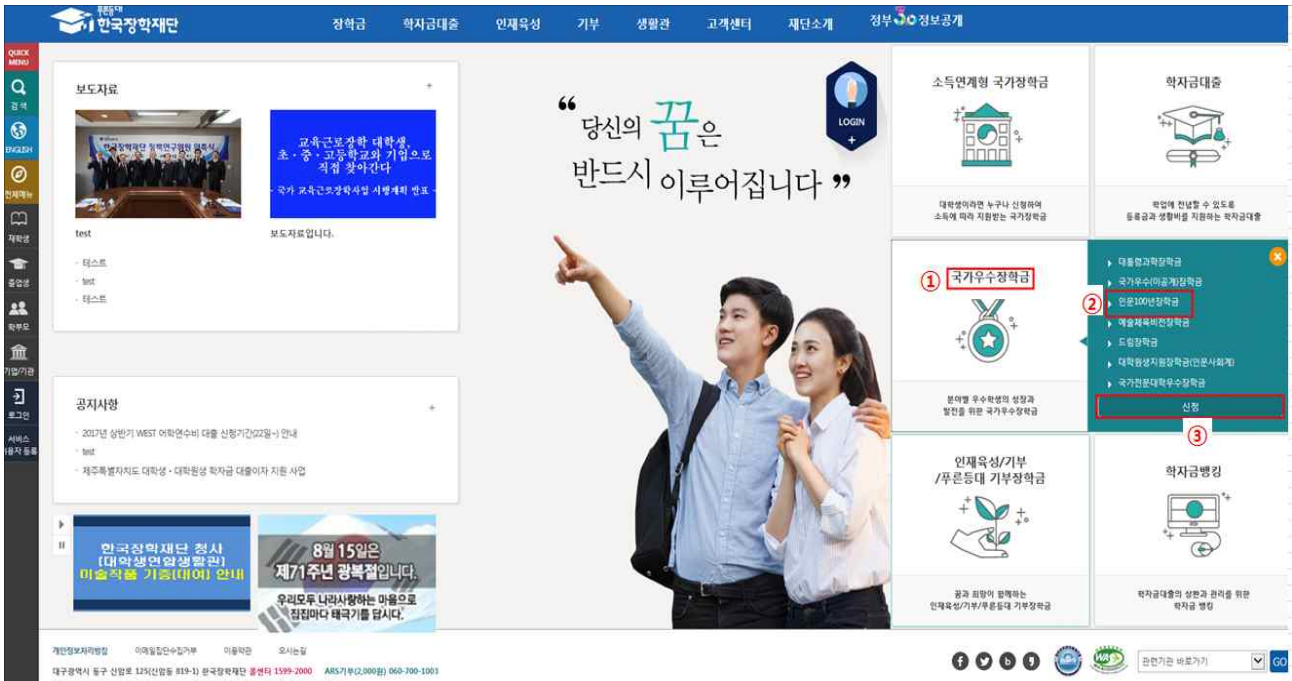 푸른등대
한국장학재단
장학금
학자금대출
인재육성
기부
생활관
고객센터
재단소개
정부3.0 정보공개
QUICK
MENU
검색
ENGLISH
전체메뉴
재학생
졸업생
학부모
기업/기관
로그인
서비스
이용자 등록
보도자료 +
교육근로장학 대학생,
초·중·고등학교와 기업으로
직접 찾아간다
- 국가 교육근로장학사업 시행계획 발표 -
test
보도자료입니다.
· 테스트
· test
· 테스트
공지사항 +
· 2017년 상반기 WEST 어학연수비 대출 신청기간(22일~) 안내
· test
· 제주특별자치도 대학생·대학원생 학자금 대출이자 지원 사업
한국장학재단 청사
[대학생연합생활관]
미술작품 기증(대여) 안내
8월 15일은
제71주년 광복절입니다.
우리모두 나라사랑하는 마음으로
집집마다 태극기를 답시다.
“당신의 꿈은
반드시 이루어집니다”
LOGIN
+
소득연계형 국가장학금
대학생이라면 누구나 신청하여
소득에 따라 지원받는 국가장학금
학자금대출
학업에 전념할 수 있도록
등록금과 생활비를 지원하는 학자금대출
① 국가우수장학금
분야별 우수학생의 성장과
발전을 위한 국가우수장학금
대통령과학장학금
국가우수(이공계)장학금
② 인문100년장학금
예술체육비전장학금
드림장학금
대학원생지원장학금(인문사회계)
국가전문대학우수장학금
신청
③
인재육성/기부
/푸른등대 기부장학금
꿈과 희망이 함께하는
인재육성/기부/푸른등대 기부장학금
학자금뱅킹
학자금대출의 상환과 관리를 위한
학자금 뱅킹
개인정보처리방침
이메일집단수집거부
이용약관
오시는길
대구광역시 동구 신암로 125(신암동 819-1) 한국장학재단 콜센터 1599-2000 ARS기부(2,000원) 060-700-1003
관련기관 바로가기
GO